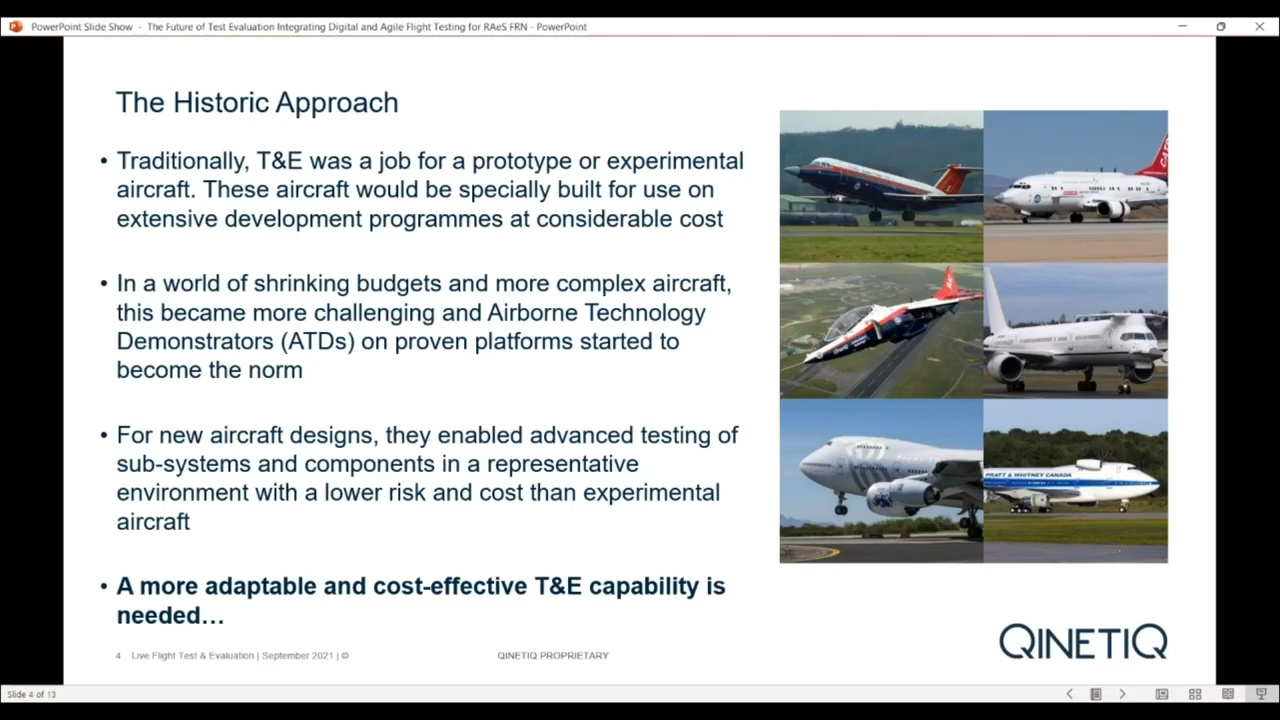 PowerPoint Slide Show - The Future of Test Evaluation Integrating Digital and Agile Flight Testing for RAeS FRN - PowerPoint
The Historic Approach
• Traditionally, T&E was a job for a prototype or experimental
aircraft. These aircraft would be specially built for use on
extensive development programmes at considerable cost
• In a world of shrinking budgets and more complex aircraft,
this became more challenging and Airborne Technology
Demonstrators (ATDs) on proven platforms started to
become the norm
• For new aircraft designs, they enabled advanced testing of
sub-systems and components in a representative
environment with a lower risk and cost than experimental
aircraft
• A more adaptable and cost-effective T&E capability is
needed…
PRATT & WHITNEY CANADA
QINETIQ
4 Live Flight Test & Evaluation | September 2021 | ©
QINETIQ PROPRIETARY
Slide 4 of 13